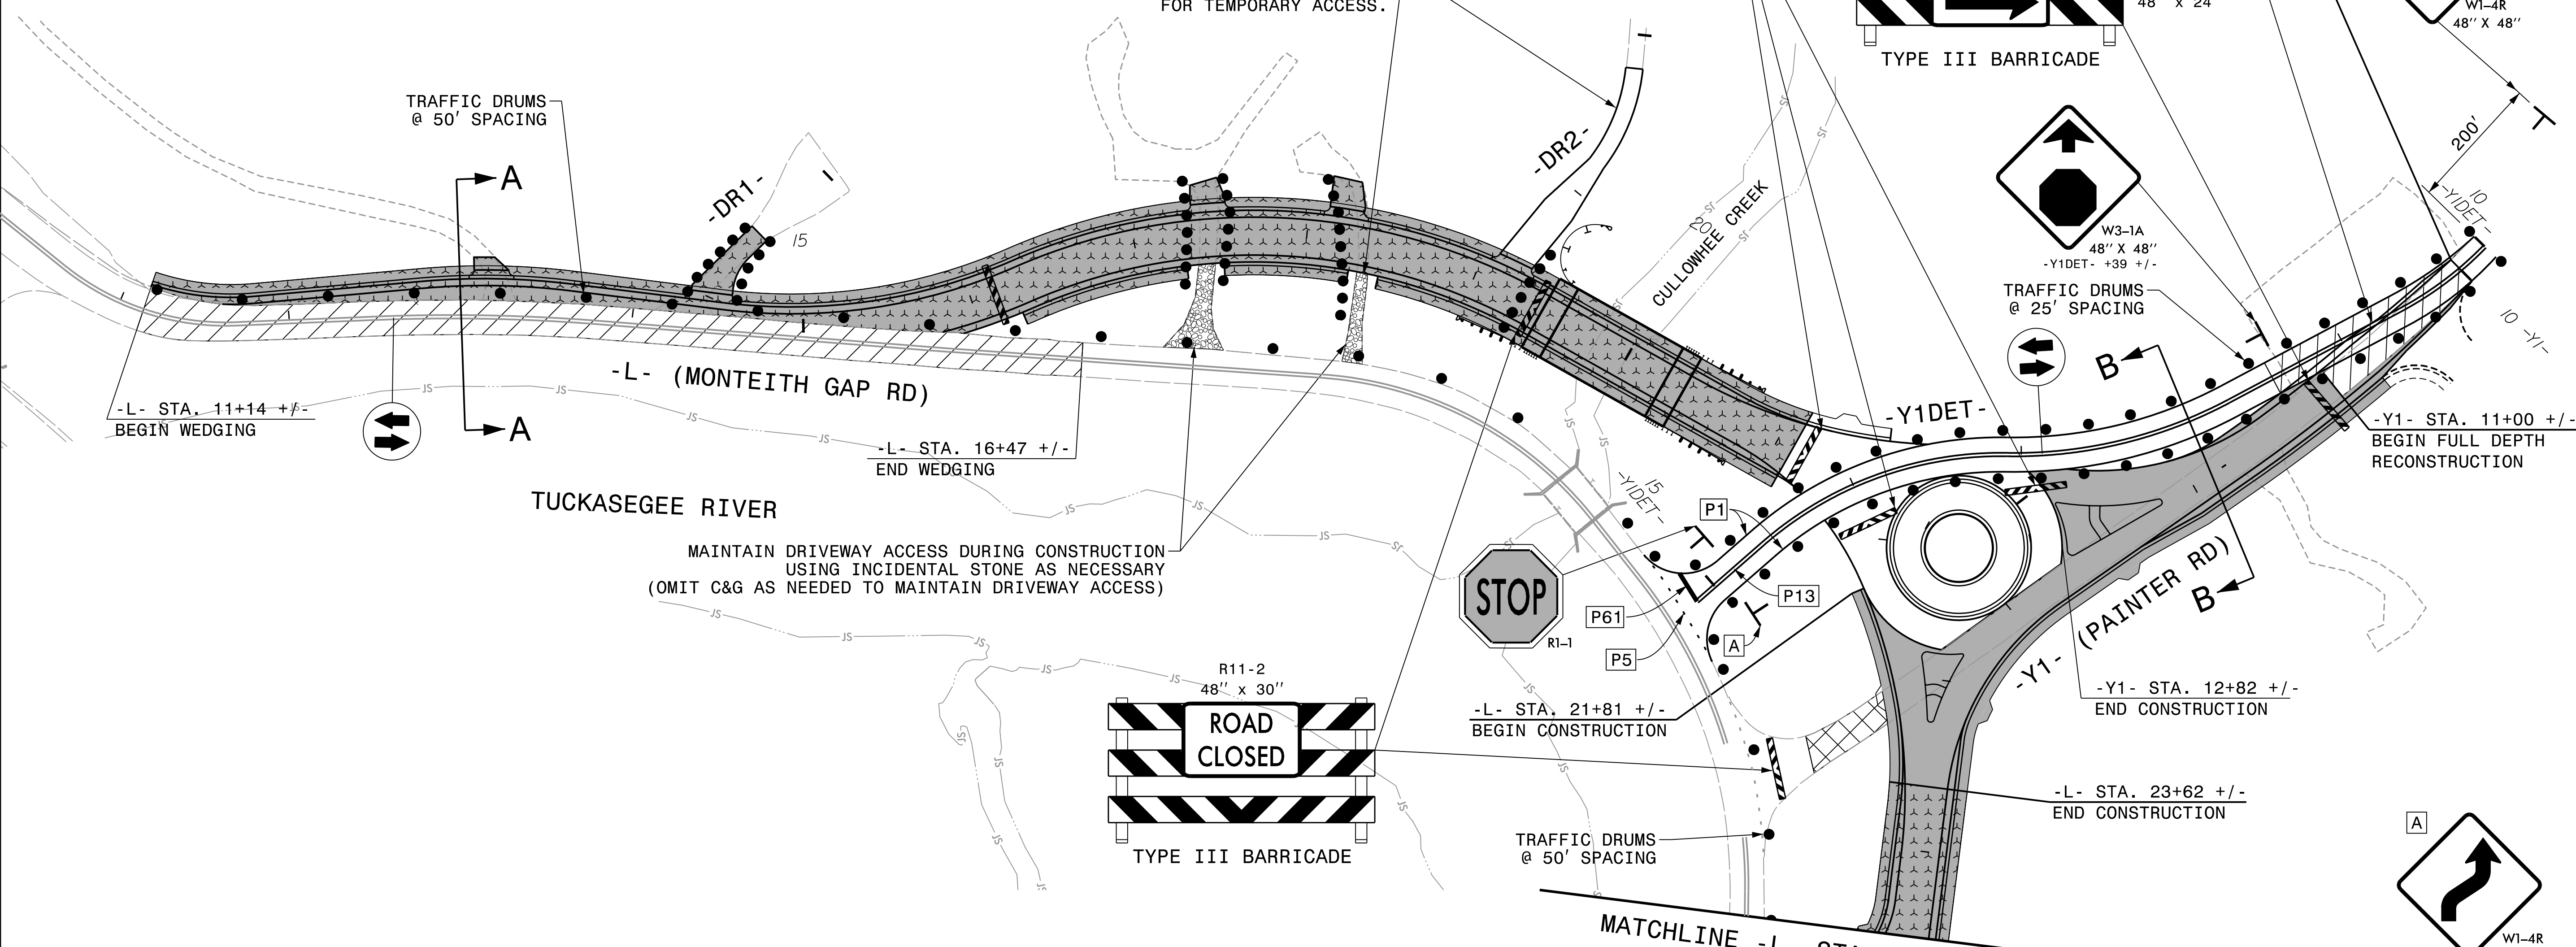 FOR TEMPORARY ACCESS.
48" x 24"
TYPE III BARRICADE
W1-4R
48" X 48"
TRAFFIC DRUMS
@ 50' SPACING
A
-DR1-
15
-DR2-
20
JS
CULLOWHEE CREEK
W3-1A
48" X 48"
-Y1DET- +39 +/-
TRAFFIC DRUMS
@ 25' SPACING
200'
10
-Y1DET-
10 -Y1-
-L- STA. 11+14 +/-
BEGIN WEDGING
A
-L- (MONTEITH GAP RD)
-L- STA. 16+47 +/-
END WEDGING
TUCKASEGEE RIVER
MAINTAIN DRIVEWAY ACCESS DURING CONSTRUCTION
USING INCIDENTAL STONE AS NECESSARY
(OMIT C&G AS NEEDED TO MAINTAIN DRIVEWAY ACCESS)
-Y1DET-
B
-Y1- STA. 11+00 +/-
BEGIN FULL DEPTH
RECONSTRUCTION
15
-Y1DET-
P1
P13
P61
P5
A
STOP
R1-1
B
-Y1- (PAINTER RD)
-Y1- STA. 12+82 +/-
END CONSTRUCTION
R11-2
48" x 30"
ROAD
CLOSED
TYPE III BARRICADE
-L- STA. 21+81 +/-
BEGIN CONSTRUCTION
-L- STA. 23+62 +/-
END CONSTRUCTION
TRAFFIC DRUMS
@ 50' SPACING
MATCHLINE -L- STA
A
W1-4R